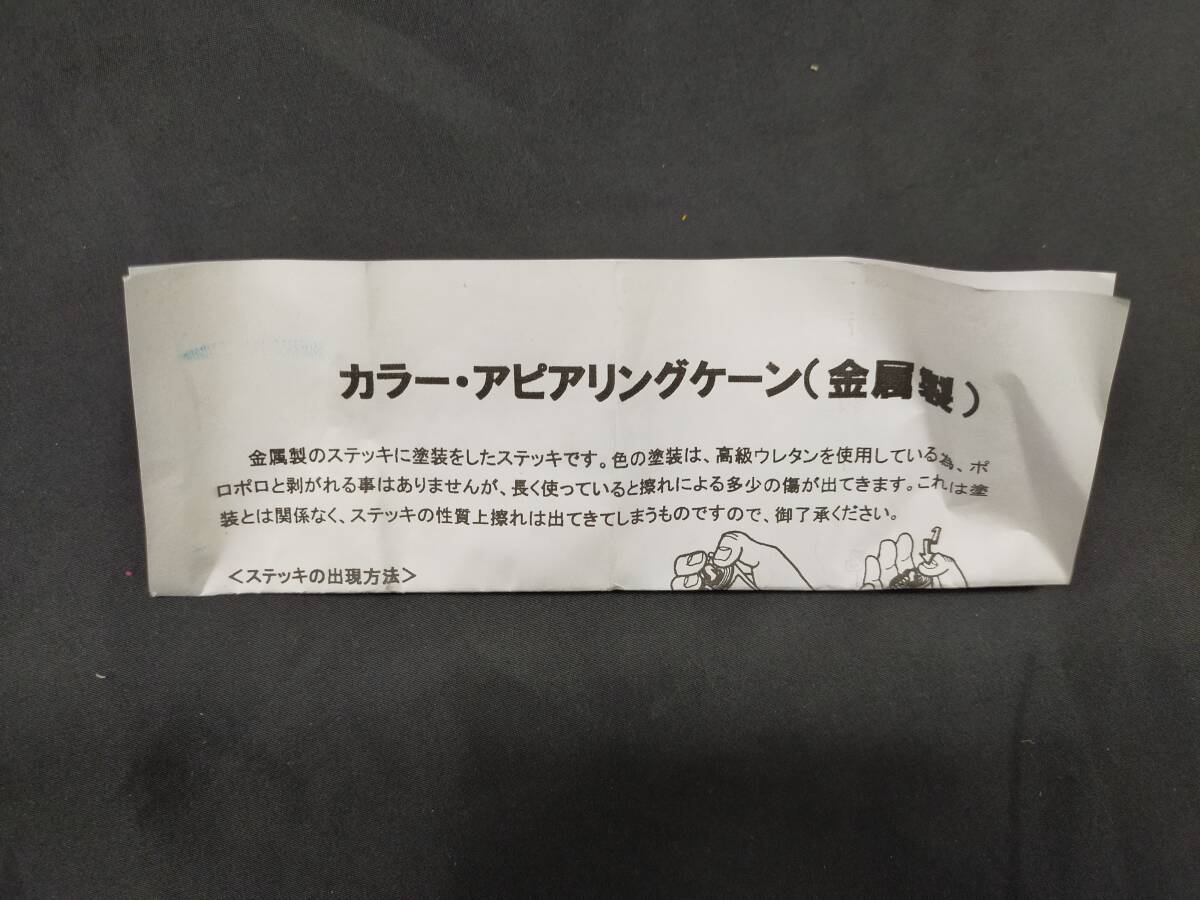 カラー・アピアリングケーン(金属製)
金属製のステッキに塗装をしたステッキです。色の塗装は、高級ウレタンを使用している為、ポ
ロポロと剥がれる事はありませんが、長く使っていると擦れによる多少の傷が出てきます。これは塗
装とは関係なく、ステッキの性質上擦れは出てきてしまうものですので、御了承ください。
<ステッキの出現方法>
1